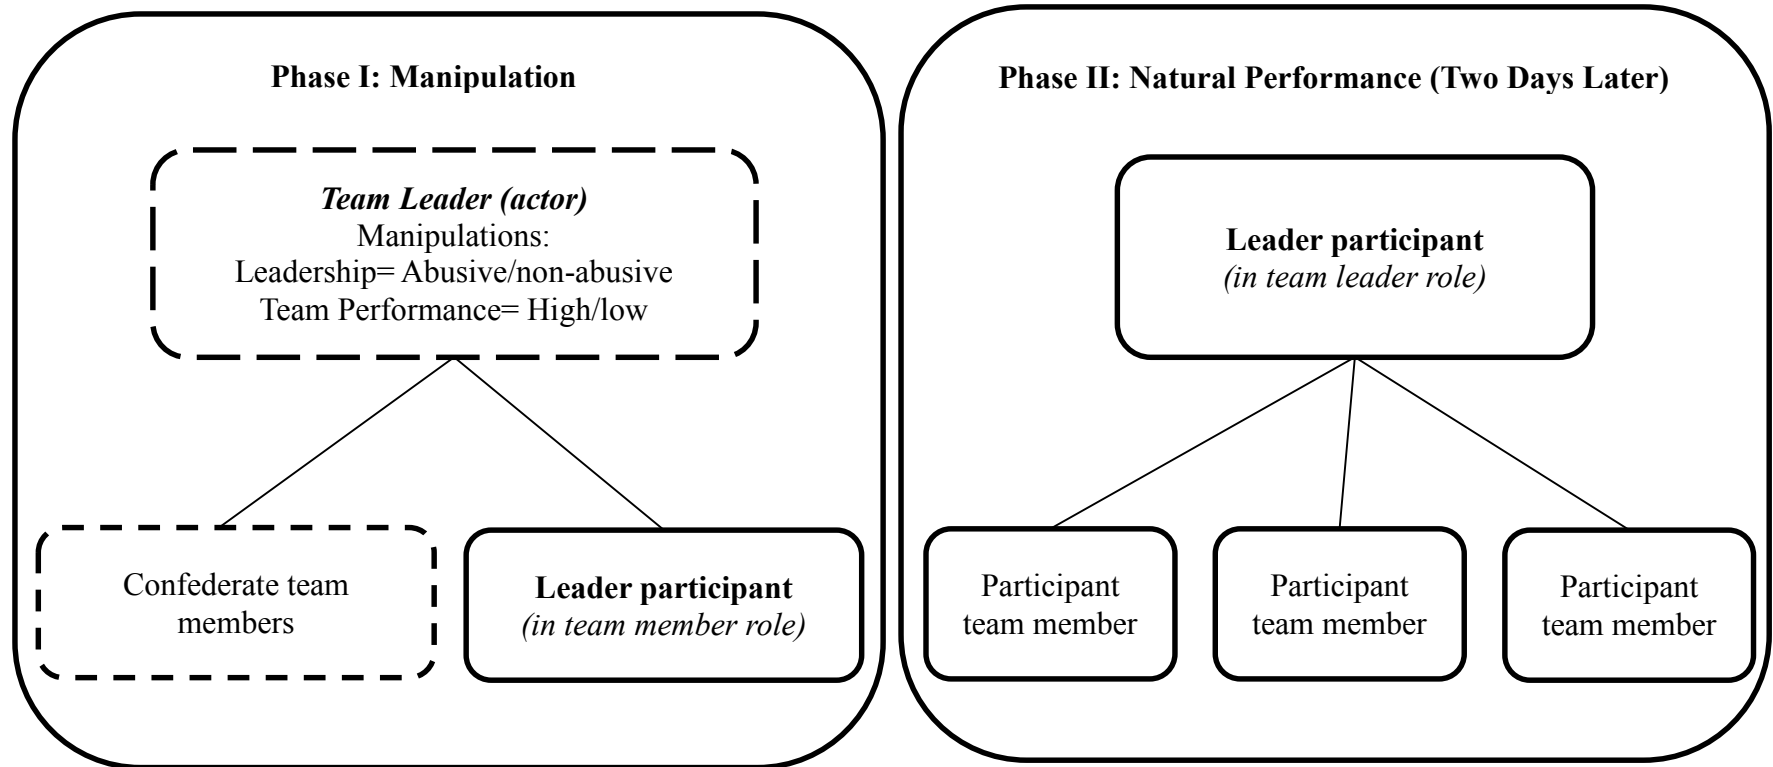 Phase I: Manipulation
Team Leader (actor)
Manipulations:
Leadership= Abusive/non-abusive
Team Performance= High/low
Confederate team
members
Leader participant
(in team member role)
Phase II: Natural Performance (Two Days Later)
Leader participant
(in team leader role)
Participant
team member
Participant
team member
Participant
team member